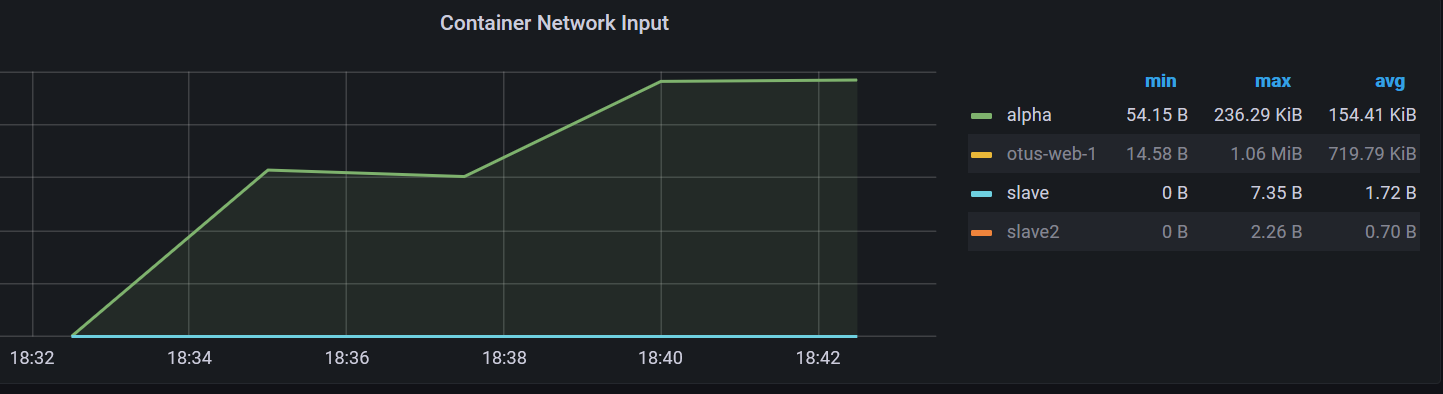 Container Network Input
min max avg
alpha 54.15 B 236.29 KiB 154.41 KiB
otus-web-1 14.58 B 1.06 MiB 719.79 KiB
slave 0 B 7.35 B 1.72 B
slave2 0 B 2.26 B 0.70 B
18:32 18:34 18:36 18:38 18:40 18:42